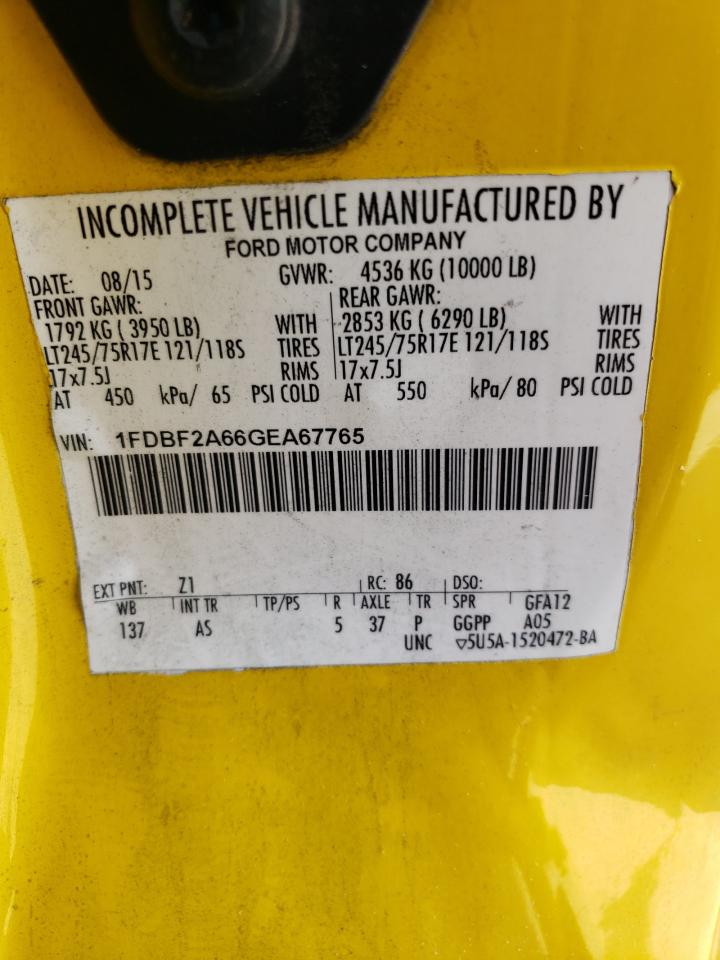 INCOMPLETE VEHICLE MANUFACTURED BY
FORD MOTOR COMPANY
DATE: 08/15 GVWR: 4536 KG (10000 LB)
FRONT GAWR: REAR GAWR:
1792 KG ( 3950 LB) WITH 2853 KG ( 6290 LB) WITH
LT245/75R17E 121/118S TIRES LT245/75R17E 121/118S TIRES
17x7.5J RIMS 17x7.5J RIMS
AT 450 kPa/ 65 PSI COLD AT 550 kPa/ 80 PSI COLD
VIN: 1FDBF2A66GEA67765
EXT PNT: Z1 RC: 86 DSO:
WB INT TR TP/PS R AXLE TR SPR GFA12
137 AS 5 37 P GGPP A05
UNC ▽5U5A-1520472-BA